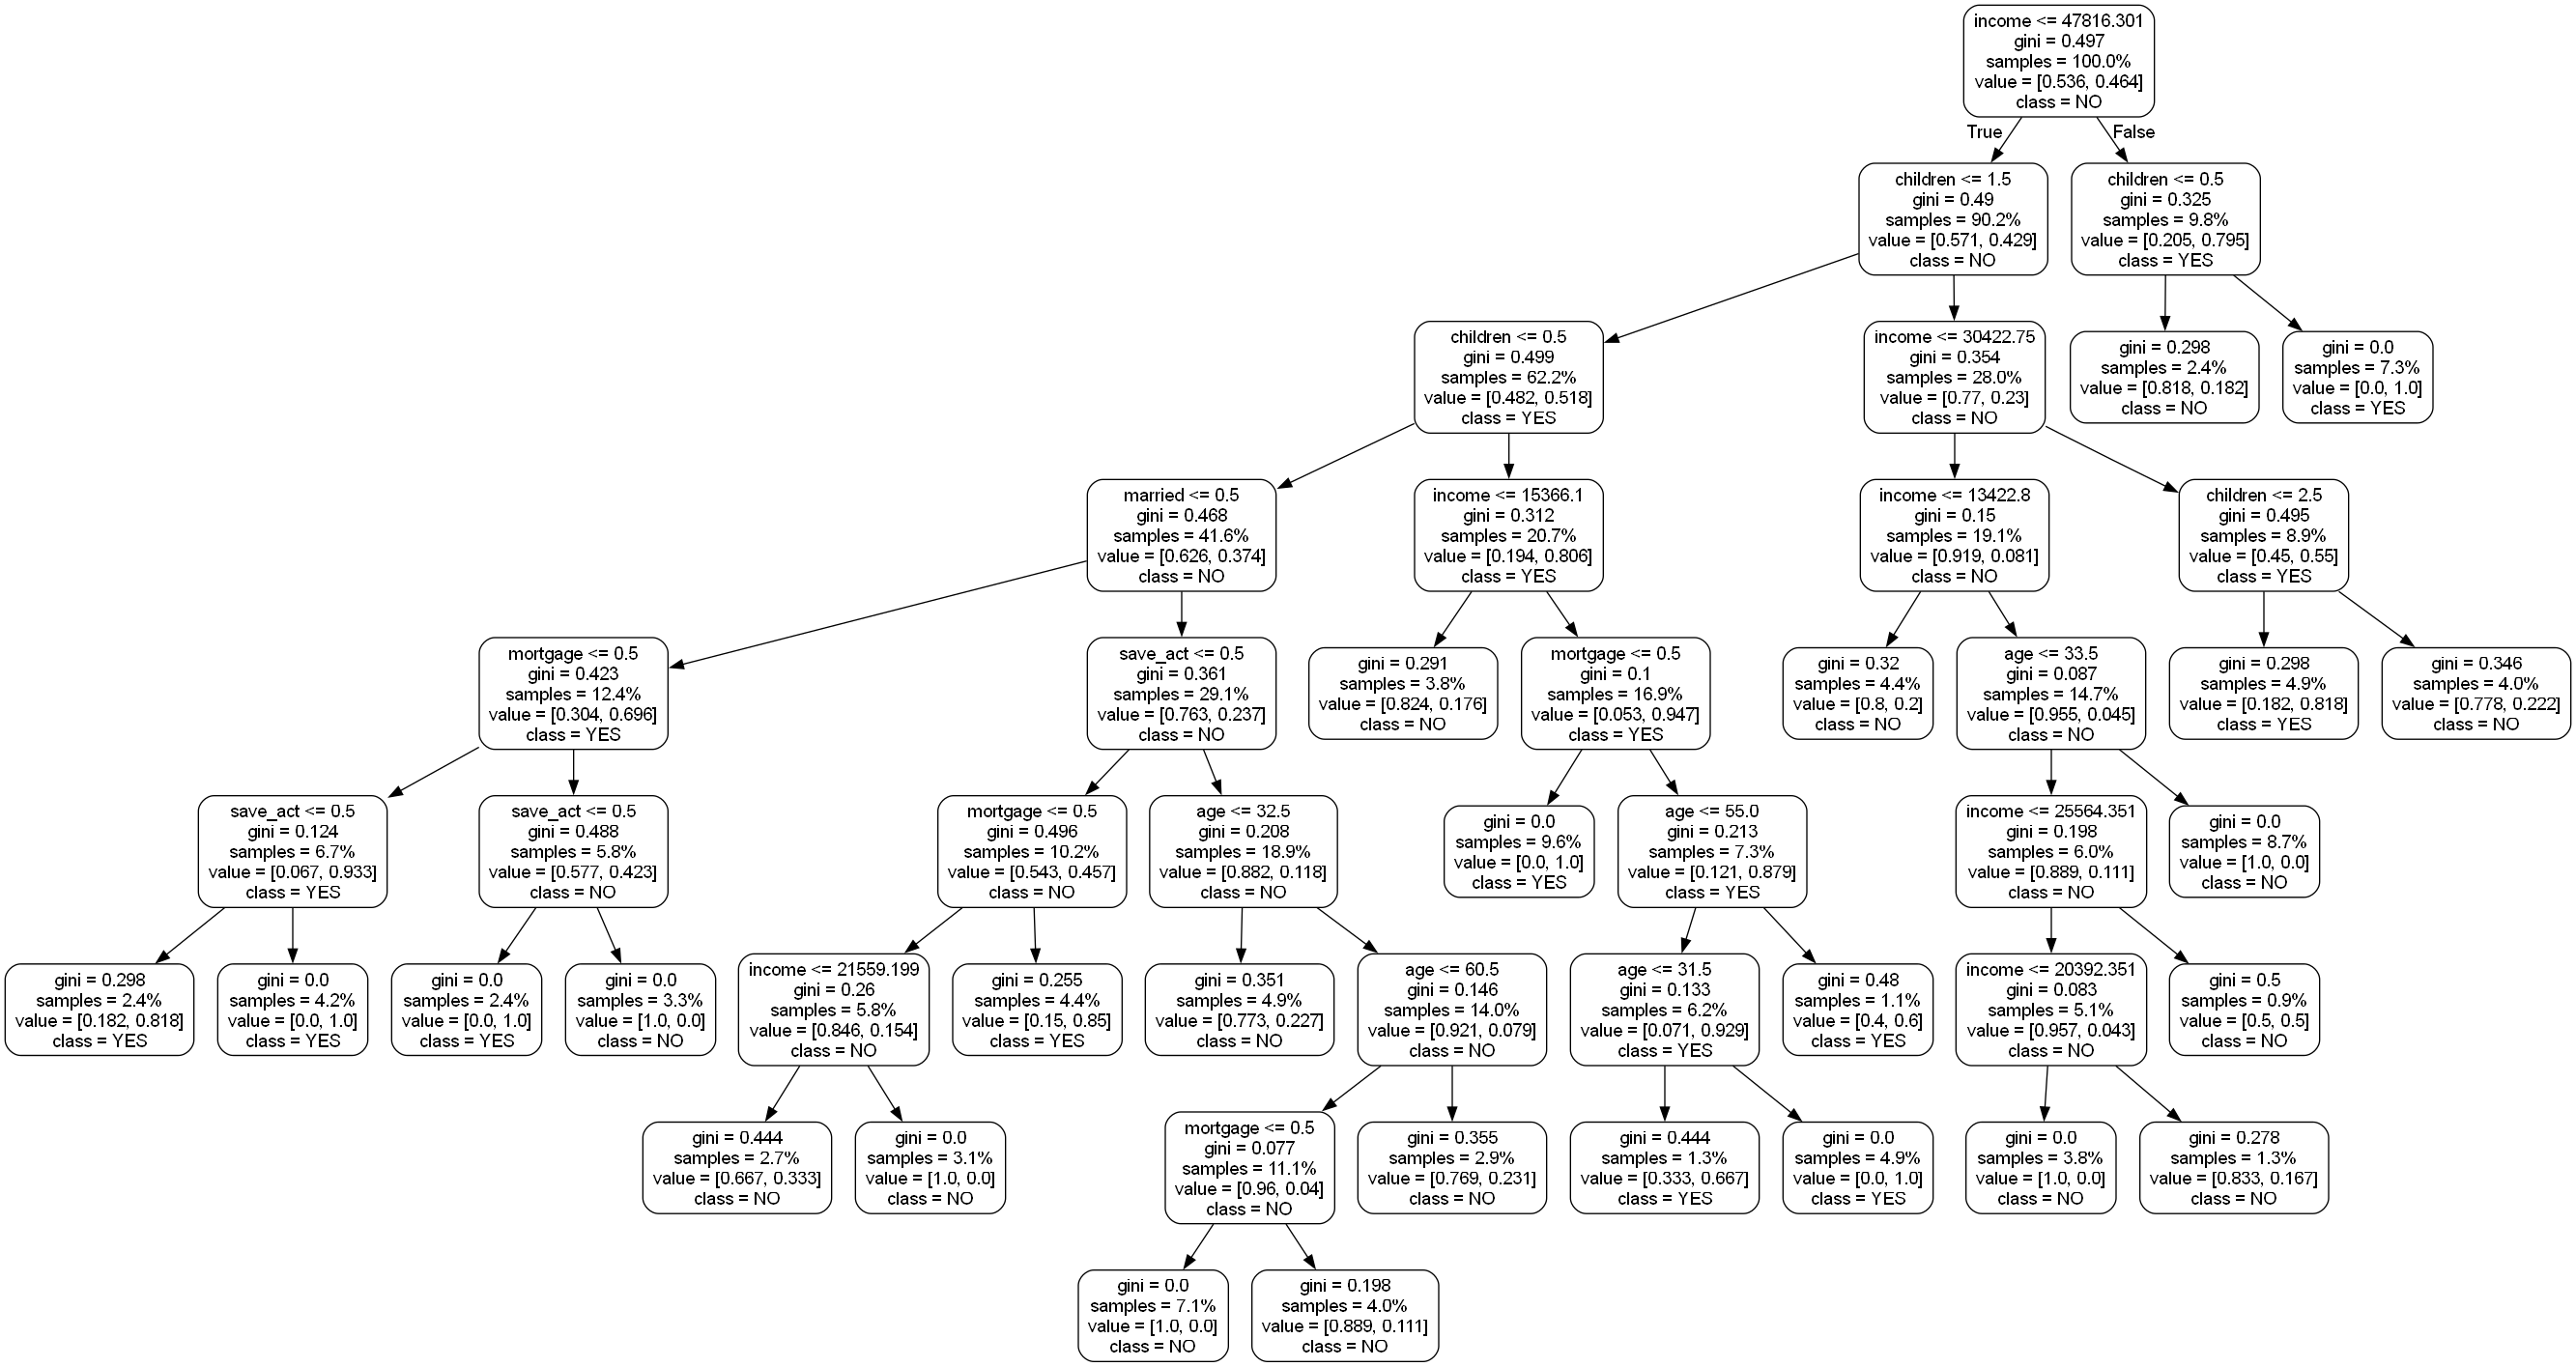 income <= 47816.301
gini = 0.497
samples = 100.0%
value = [0.536, 0.464]
class = NO
True
False
children <= 1.5
gini = 0.49
samples = 90.2%
value = [0.571, 0.429]
class = NO
children <= 0.5
gini = 0.325
samples = 9.8%
value = [0.205, 0.795]
class = YES
children <= 0.5
gini = 0.499
samples = 62.2%
value = [0.482, 0.518]
class = YES
income <= 30422.75
gini = 0.354
samples = 28.0%
value = [0.77, 0.23]
class = NO
gini = 0.298
samples = 2.4%
value = [0.818, 0.182]
class = NO
gini = 0.0
samples = 7.3%
value = [0.0, 1.0]
class = YES
married <= 0.5
gini = 0.468
samples = 41.6%
value = [0.626, 0.374]
class = NO
income <= 15366.1
gini = 0.312
samples = 20.7%
value = [0.194, 0.806]
class = YES
income <= 13422.8
gini = 0.15
samples = 19.1%
value = [0.919, 0.081]
class = NO
children <= 2.5
gini = 0.495
samples = 8.9%
value = [0.45, 0.55]
class = YES
mortgage <= 0.5
gini = 0.423
samples = 12.4%
value = [0.304, 0.696]
class = YES
save_act <= 0.5
gini = 0.361
samples = 29.1%
value = [0.763, 0.237]
class = NO
gini = 0.291
samples = 3.8%
value = [0.824, 0.176]
class = NO
mortgage <= 0.5
gini = 0.1
samples = 16.9%
value = [0.053, 0.947]
class = YES
gini = 0.32
samples = 4.4%
value = [0.8, 0.2]
class = NO
age <= 33.5
gini = 0.087
samples = 14.7%
value = [0.955, 0.045]
class = NO
gini = 0.298
samples = 4.9%
value = [0.182, 0.818]
class = YES
gini = 0.346
samples = 4.0%
value = [0.778, 0.222]
class = NO
save_act <= 0.5
gini = 0.124
samples = 6.7%
value = [0.067, 0.933]
class = YES
save_act <= 0.5
gini = 0.488
samples = 5.8%
value = [0.577, 0.423]
class = NO
mortgage <= 0.5
gini = 0.496
samples = 10.2%
value = [0.543, 0.457]
class = NO
age <= 32.5
gini = 0.208
samples = 18.9%
value = [0.882, 0.118]
class = NO
gini = 0.0
samples = 9.6%
value = [0.0, 1.0]
class = YES
age <= 55.0
gini = 0.213
samples = 7.3%
value = [0.121, 0.879]
class = YES
income <= 25564.351
gini = 0.198
samples = 6.0%
value = [0.889, 0.111]
class = NO
gini = 0.0
samples = 8.7%
value = [1.0, 0.0]
class = NO
gini = 0.298
samples = 2.4%
value = [0.182, 0.818]
class = YES
gini = 0.0
samples = 4.2%
value = [0.0, 1.0]
class = YES
gini = 0.0
samples = 2.4%
value = [0.0, 1.0]
class = YES
gini = 0.0
samples = 3.3%
value = [1.0, 0.0]
class = NO
income <= 21559.199
gini = 0.26
samples = 5.8%
value = [0.846, 0.154]
class = NO
gini = 0.255
samples = 4.4%
value = [0.15, 0.85]
class = YES
gini = 0.351
samples = 4.9%
value = [0.773, 0.227]
class = NO
age <= 60.5
gini = 0.146
samples = 14.0%
value = [0.921, 0.079]
class = NO
age <= 31.5
gini = 0.133
samples = 6.2%
value = [0.071, 0.929]
class = YES
gini = 0.48
samples = 1.1%
value = [0.4, 0.6]
class = YES
income <= 20392.351
gini = 0.083
samples = 5.1%
value = [0.957, 0.043]
class = NO
gini = 0.5
samples = 0.9%
value = [0.5, 0.5]
class = NO
gini = 0.444
samples = 2.7%
value = [0.667, 0.333]
class = NO
gini = 0.0
samples = 3.1%
value = [1.0, 0.0]
class = NO
mortgage <= 0.5
gini = 0.077
samples = 11.1%
value = [0.96, 0.04]
class = NO
gini = 0.355
samples = 2.9%
value = [0.769, 0.231]
class = NO
gini = 0.444
samples = 1.3%
value = [0.333, 0.667]
class = YES
gini = 0.0
samples = 4.9%
value = [0.0, 1.0]
class = YES
gini = 0.0
samples = 3.8%
value = [1.0, 0.0]
class = NO
gini = 0.278
samples = 1.3%
value = [0.833, 0.167]
class = NO
gini = 0.0
samples = 7.1%
value = [1.0, 0.0]
class = NO
gini = 0.198
samples = 4.0%
value = [0.889, 0.111]
class = NO